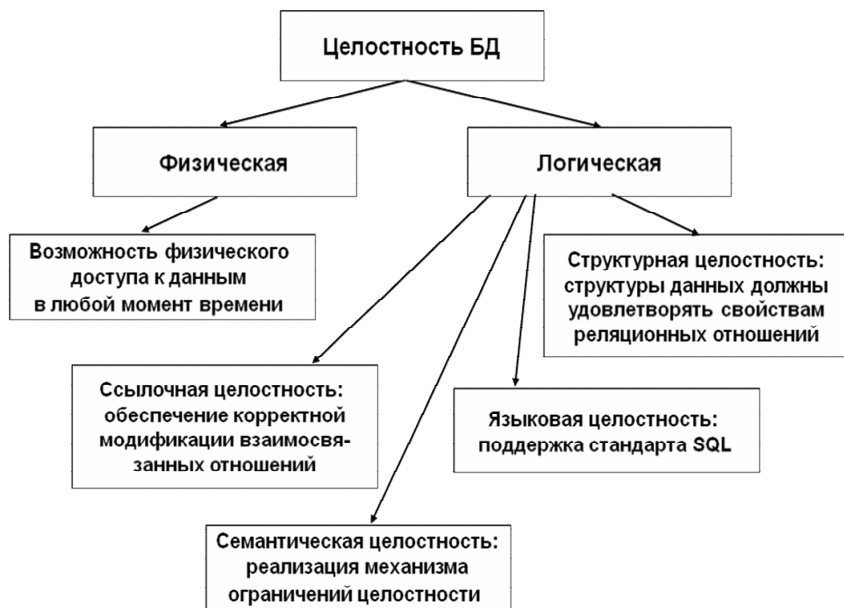 Целостность БД
Физическая
Логическая
Возможность физического
доступа к данным
в любой момент времени
Структурная целостность:
структуры данных должны
удовлетворять свойствам
реляционных отношений
Ссылочная целостность:
обеспечение корректной
модификации взаимосвя-
занных отношений
Языковая целостность:
поддержка стандарта SQL
Семантическая целостность:
реализация механизма
ограничений целостности